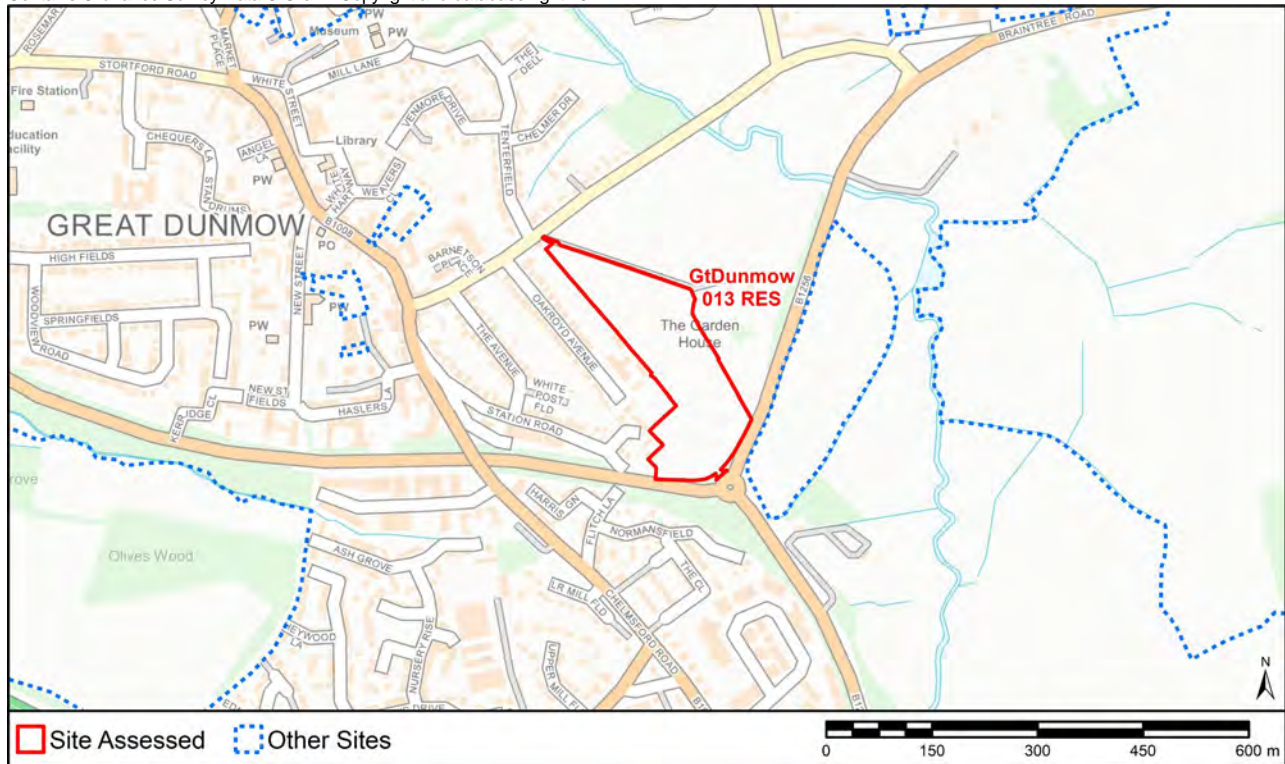 ROSEMARY
MARKET PLACE
STORTFORD ROAD
WHITE STREET
Museum
PW
PW
MILL LANE
THE DELL
BRAINTREE ROAD
Fire Station
CHEQUERS LA
STAN
DRUMS
ANGEL LA
PW
Library
VENMORE DRIVE
TENTERFIELD
CHELMER DR
WHITE HART WAY
WEAVERS CL
GREAT DUNMOW
PO
B1008
HIGH FIELDS
NEW STREET
BARNETSON PLACE
GtDunmow
013 RES
B1256
The Garden
House
WOODVIEW ROAD
SPRINGFIELDS
PW
PW
THE AVENUE
OAKROYD AVENUE
WHITE POST FLD
STATION ROAD
KERRIDGE CL
NEW ST FIELDS
HASLERS LA
HARRIS GN
FLITCH LA
NORMANSFIELD
THE CL
Olives Wood
ASH GROVE
LR MILL FLD
CHELMSFORD ROAD
HEYWOOD LA
NURSERY RISE
UPPER MILL FLD
DRIVE
N
Site Assessed
Other Sites
0 150 300 450 600 m